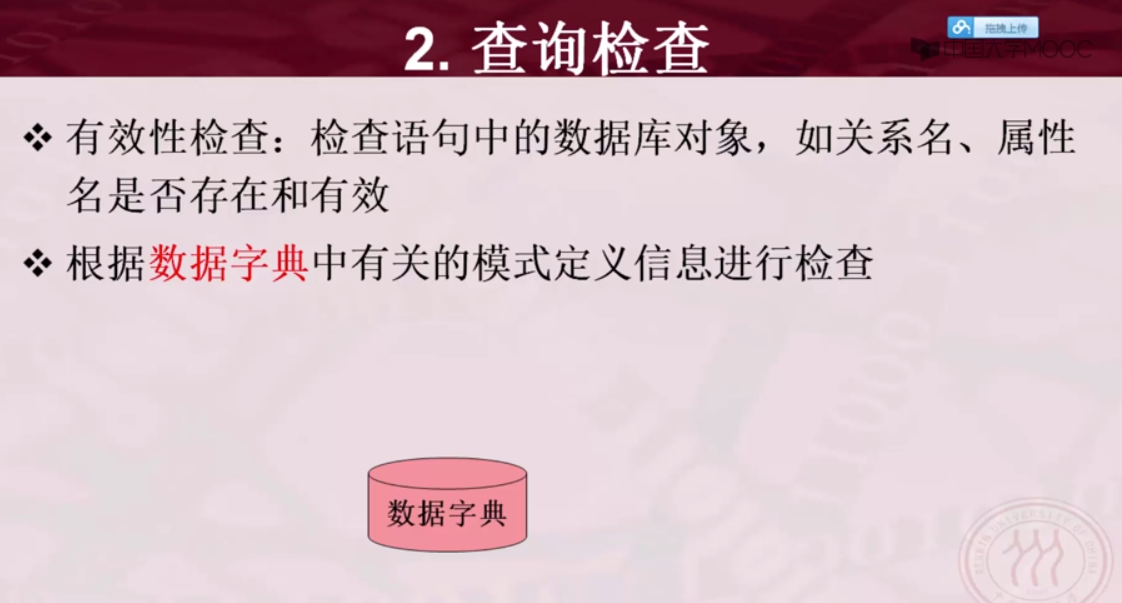 2. 查询检查
拖拽上传
中国大学MOOC
❖ 有效性检查：检查语句中的数据库对象，如关系名、属性
名是否存在和有效
❖ 根据数据字典中有关的模式定义信息进行检查
数据字典